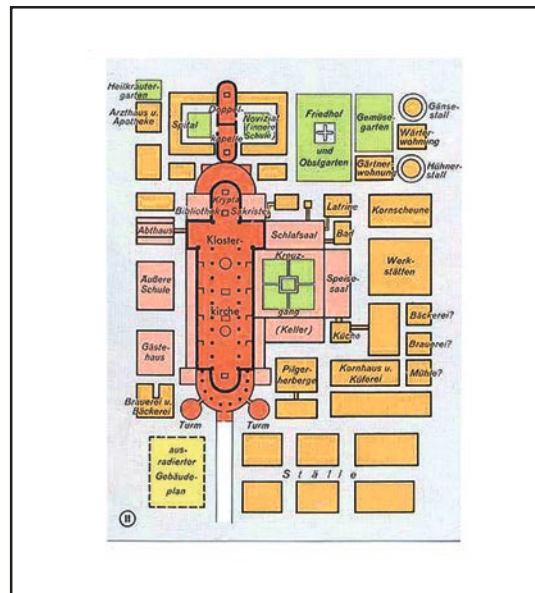 Heilkräuter-
garten
Arzthaus u.
Apotheke
Doppel-
kapelle
Spital
Noviziat
(innere
Schule)
Friedhof
und
Obstgarten
Gemüse-
garten
Gänse-
stall
Wärter-
wohnung
Gärtner
wohnung
Hühner-
stall
Krypta
Bibliothek
Sakristei
Latrine
Kornscheune
Abthaus
Kloster-
kirche
Schlafsaal
Bad
Kreuz-
gang
Speise-
saal
Werk-
stätten
Äußere
Schule
(Keller)
Küche
Bäckerei?
Brauerei?
Mühle?
Gäste-
haus
Pilger-
herberge
Kornhaus u.
Küferei
Brauerei u.
Bäckerei
Turm
Turm
aus-
radierter
Gebäude-
plan
Ställe
II